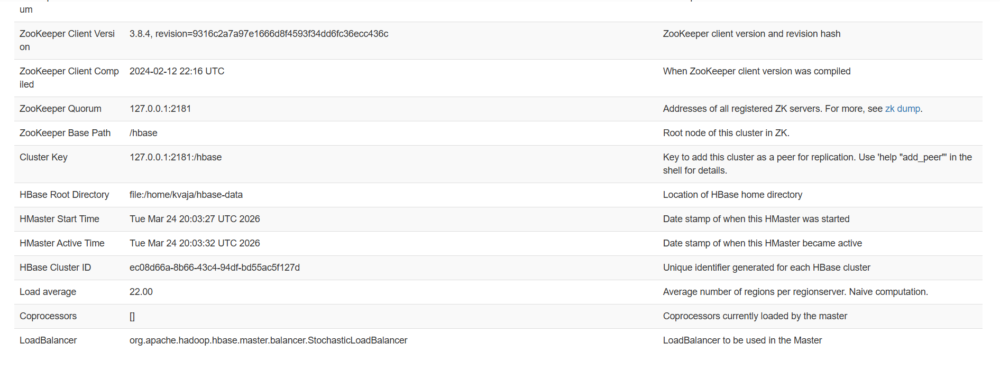 um
ZooKeeper Client Versi
on
3.8.4, revision=9316c2a7a97e1666d8f4593f34dd6fc36ecc436c
ZooKeeper client version and revision hash
ZooKeeper Client Comp
iled
2024-02-12 22:16 UTC
When ZooKeeper client version was compiled
ZooKeeper Quorum
127.0.0.1:2181
Addresses of all registered ZK servers. For more, see zk dump.
ZooKeeper Base Path
/hbase
Root node of this cluster in ZK.
Cluster Key
127.0.0.1:2181:/hbase
Key to add this cluster as a peer for replication. Use 'help "add_peer"' in the
shell for details.
HBase Root Directory
file:/home/kvaja/hbase-data
Location of HBase home directory
HMaster Start Time
Tue Mar 24 20:03:27 UTC 2026
Date stamp of when this HMaster was started
HMaster Active Time
Tue Mar 24 20:03:32 UTC 2026
Date stamp of when this HMaster became active
HBase Cluster ID
ec08d66a-8b66-43c4-94df-bd55ac5f127d
Unique identifier generated for each HBase cluster
Load average
22.00
Average number of regions per regionserver. Naive computation.
Coprocessors
[]
Coprocessors currently loaded by the master
LoadBalancer
org.apache.hadoop.hbase.master.balancer.StochasticLoadBalancer
LoadBalancer to be used in the Master